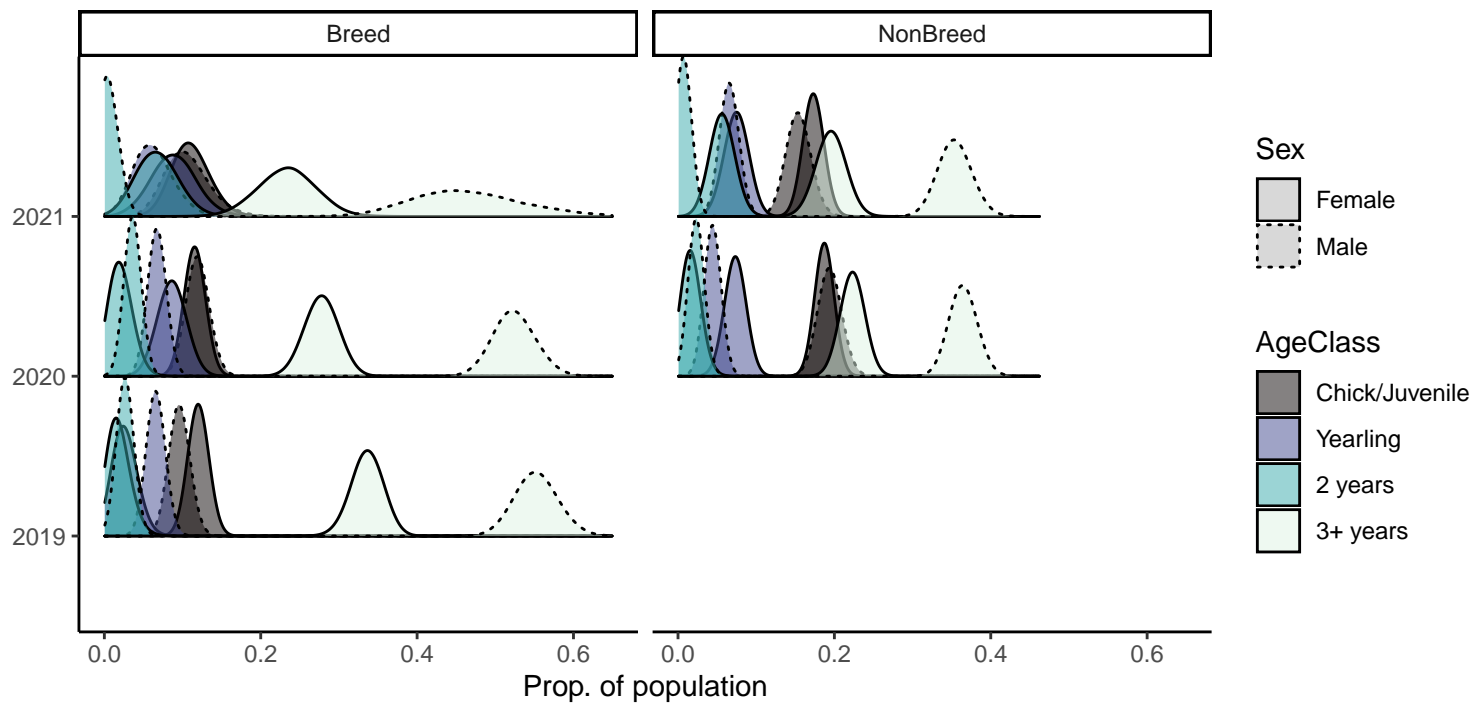 Breed
NonBreed
2021
2020
2019
0.0 0.2 0.4 0.6
0.0 0.2 0.4 0.6
Prop. of population
Sex
Female
Male
AgeClass
Chick/Juvenile
Yearling
2 years
3+ years